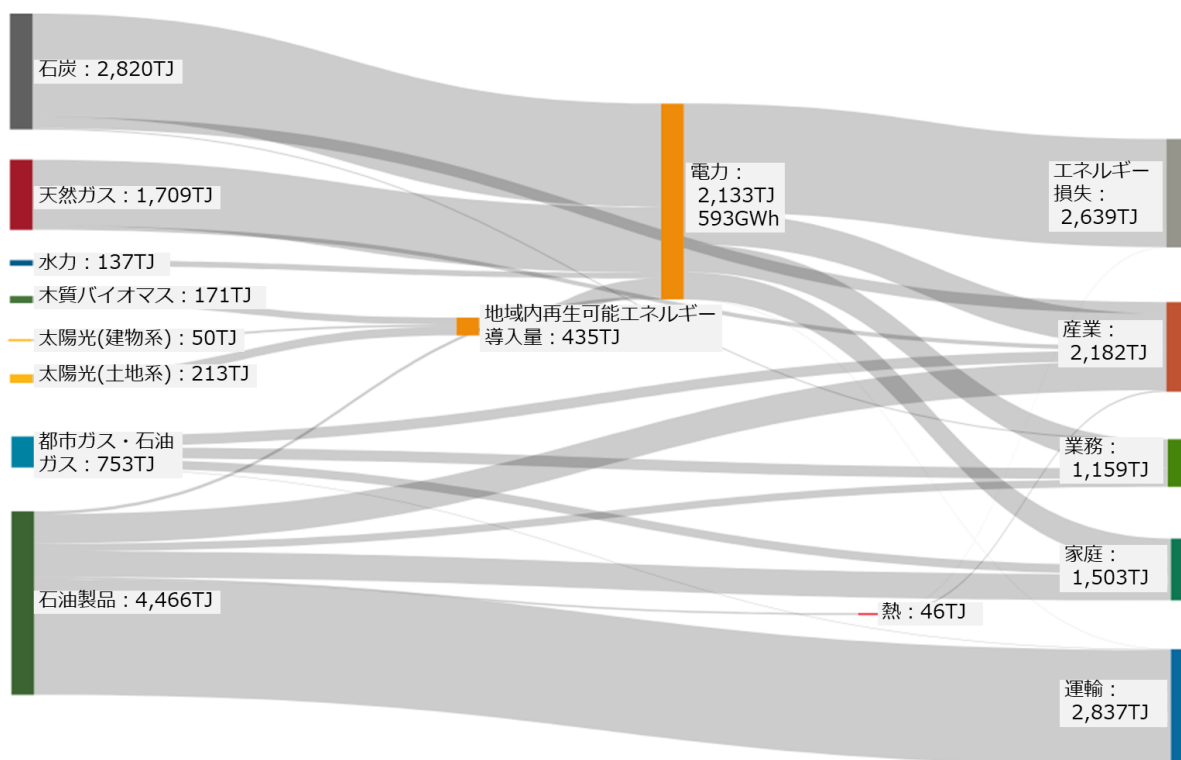 石炭：2,820TJ
天然ガス：1,709TJ
水力：137TJ
木質バイオマス：171TJ
太陽光(建物系)：50TJ
太陽光(土地系)：213TJ
都市ガス・石油
ガス：753TJ
石油製品：4,466TJ
電力：
2,133TJ
593GWh
地域内再生可能エネルギー
導入量：435TJ
熱：46TJ
エネルギー
損失：
2,639TJ
産業：
2,182TJ
業務：
1,159TJ
家庭：
1,503TJ
運輸：
2,837TJ